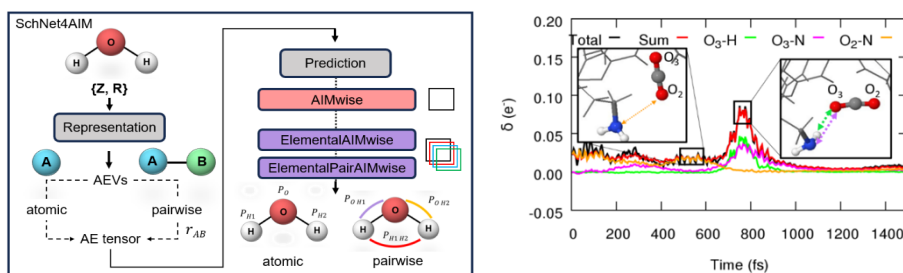 SchNet4AIM
H O H
{Z, R}
Representation
A A B
AEVs
atomic pairwise
r_AB
AE tensor
Prediction
AIMwise
ElementalAIMwise
ElementalPairAIMwise
P_O P_O H1 P_O H2
P_H1 P_H2
O O
H H H H
P_H1 H2
atomic pairwise
δ (e⁻)
0.20
0.15
0.10
0.05
0.00
-0.05
Total Sum O₃-H O₃-N O₂-N
O₃
O₂
O₃ O₂
0 200 400 600 800 1000 1200 1400
Time (fs)